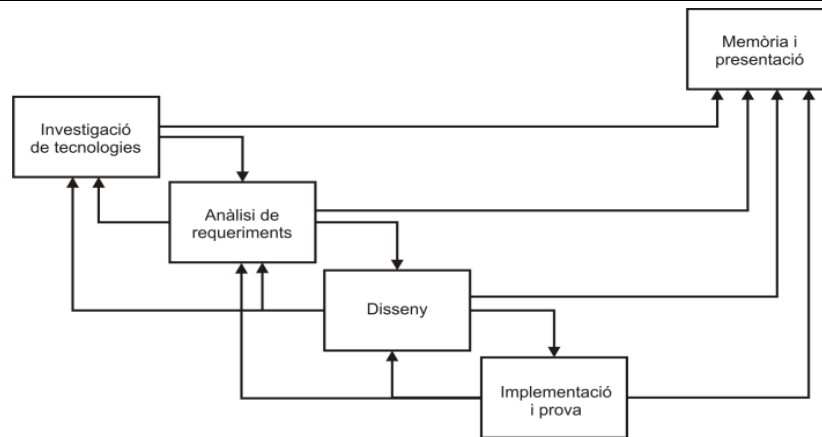 Memòria i
presentació
Investigació
de tecnologies
Anàlisi de
requeriments
Disseny
Implementació
i prova